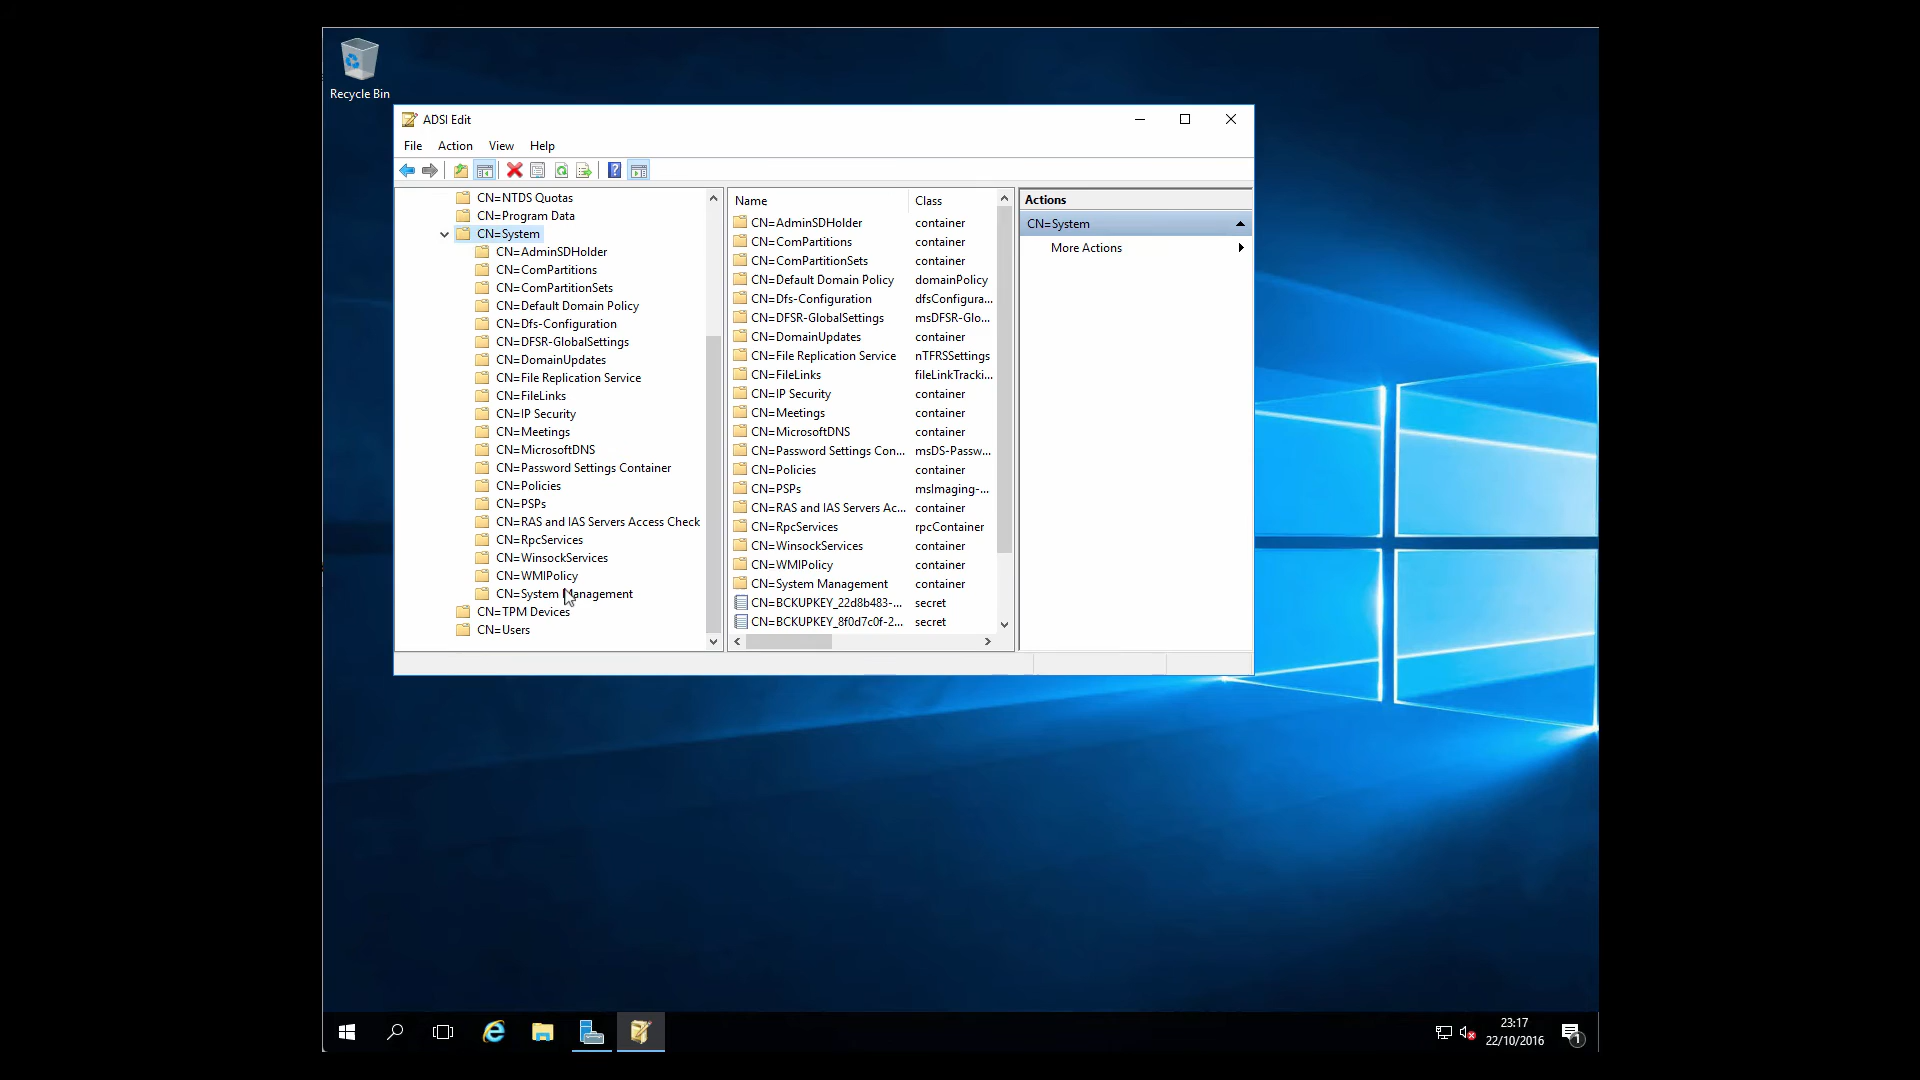 Recycle Bin
ADSI Edit
File Action View Help
CN=NTDS Quotas
CN=Program Data
CN=System
CN=AdminSDHolder
CN=ComPartitions
CN=ComPartitionSets
CN=Default Domain Policy
CN=Dfs-Configuration
CN=DFSR-GlobalSettings
CN=DomainUpdates
CN=File Replication Service
CN=FileLinks
CN=IP Security
CN=Meetings
CN=MicrosoftDNS
CN=Password Settings Container
CN=Policies
CN=PSPs
CN=RAS and IAS Servers Access Check
CN=RpcServices
CN=WinsockServices
CN=WMIPolicy
CN=System Management
CN=TPM Devices
CN=Users
Name Class
CN=AdminSDHolder container
CN=ComPartitions container
CN=ComPartitionSets container
CN=Default Domain Policy domainPolicy
CN=Dfs-Configuration dfsConfigura...
CN=DFSR-GlobalSettings msDFSR-Glo...
CN=DomainUpdates container
CN=File Replication Service nTFRSSettings
CN=FileLinks fileLinkTracki...
CN=IP Security container
CN=Meetings container
CN=MicrosoftDNS container
CN=Password Settings Con... msDS-Passw...
CN=Policies container
CN=PSPs msImaging-...
CN=RAS and IAS Servers Ac... container
CN=RpcServices rpcContainer
CN=WinsockServices container
CN=WMIPolicy container
CN=System Management container
CN=BCKUPKEY_22d8b483-... secret
CN=BCKUPKEY_8f0d7c0f-2... secret
Actions
CN=System
More Actions
23:17
22/10/2016
1